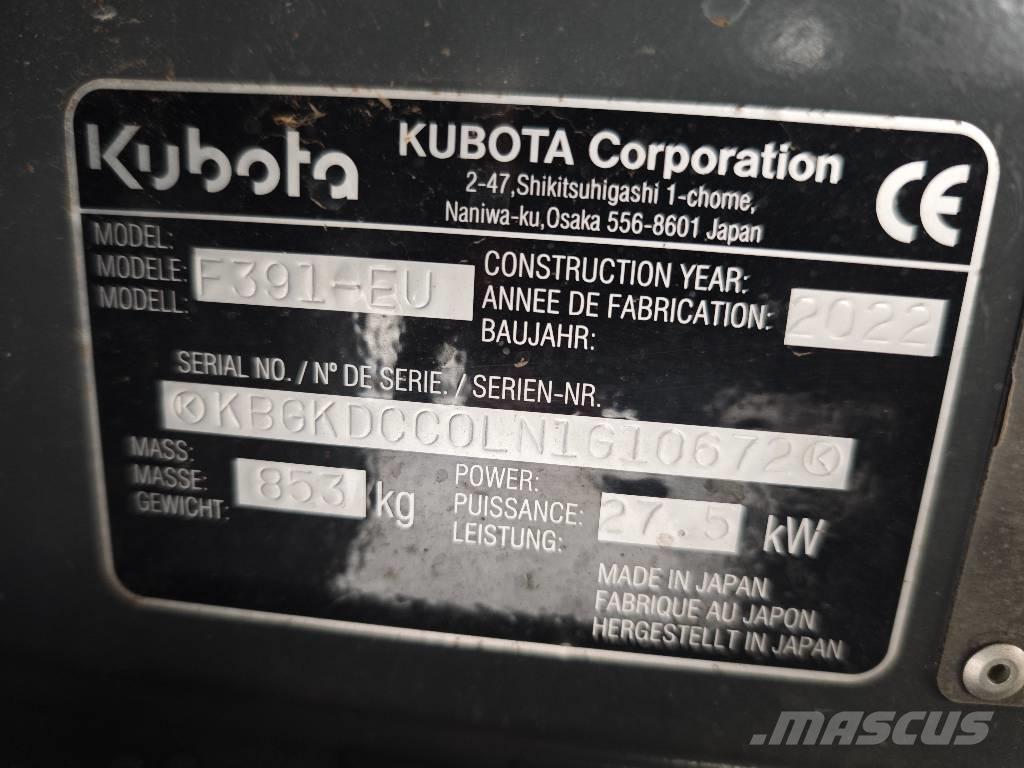 Kubota
KUBOTA Corporation
2-47,Shikitsuhigashi 1-chome,
Naniwa-ku,Osaka 556-8601 Japan
CE
MODEL:
MODELE: F391-EU
MODELL:
CONSTRUCTION YEAR:
ANNEE DE FABRICATION: 2022
BAUJAHR:
SERIAL NO. / Nº DE SERIE. / SERIEN-NR.
KBGKDCC0LN1G10672
MASS:
MASSE: 853 kg
GEWICHT:
POWER:
PUISSANCE: 27.5 kW
LEISTUNG:
MADE IN JAPAN
FABRIQUE AU JAPON
HERGESTELLT IN JAPAN
MASCUS